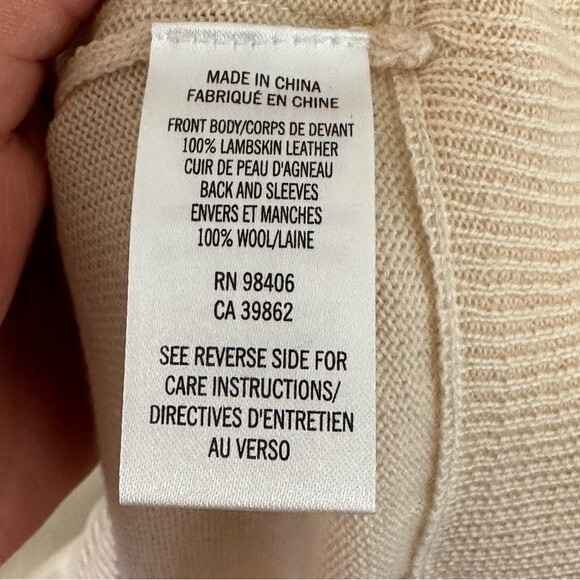 MADE IN CHINA
FABRIQUÉ EN CHINE
FRONT BODY/CORPS DE DEVANT
100% LAMBSKIN LEATHER
CUIR DE PEAU D'AGNEAU
BACK AND SLEEVES
ENVERS ET MANCHES
100% WOOL/LAINE
RN 98406
CA 39862
SEE REVERSE SIDE FOR
CARE INSTRUCTIONS/
DIRECTIVES D'ENTRETIEN
AU VERSO